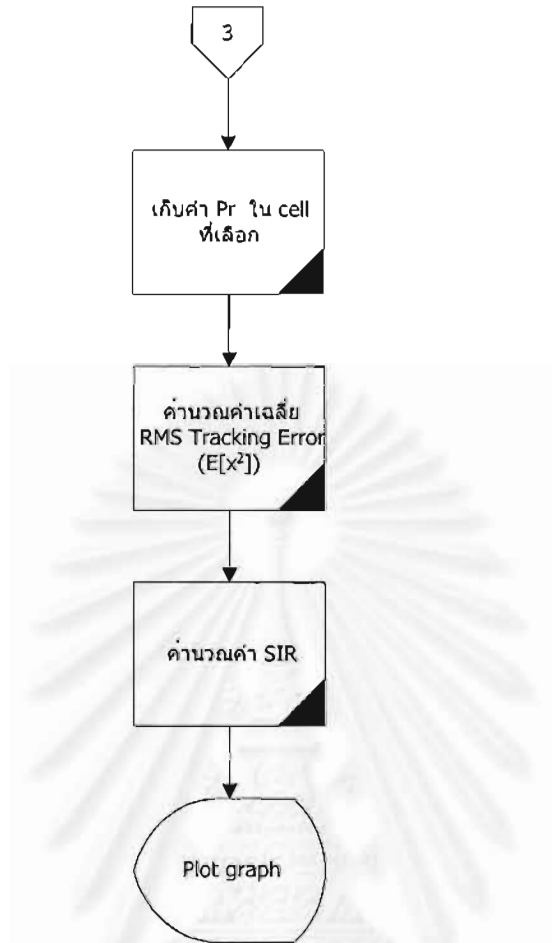 3
เก็บค่า Pr ใน cell
ที่เลือก
คำนวณค่าเฉลี่ย
RMS Tracking Error
(E[x²])
คำนวณค่า SIR
Plot graph